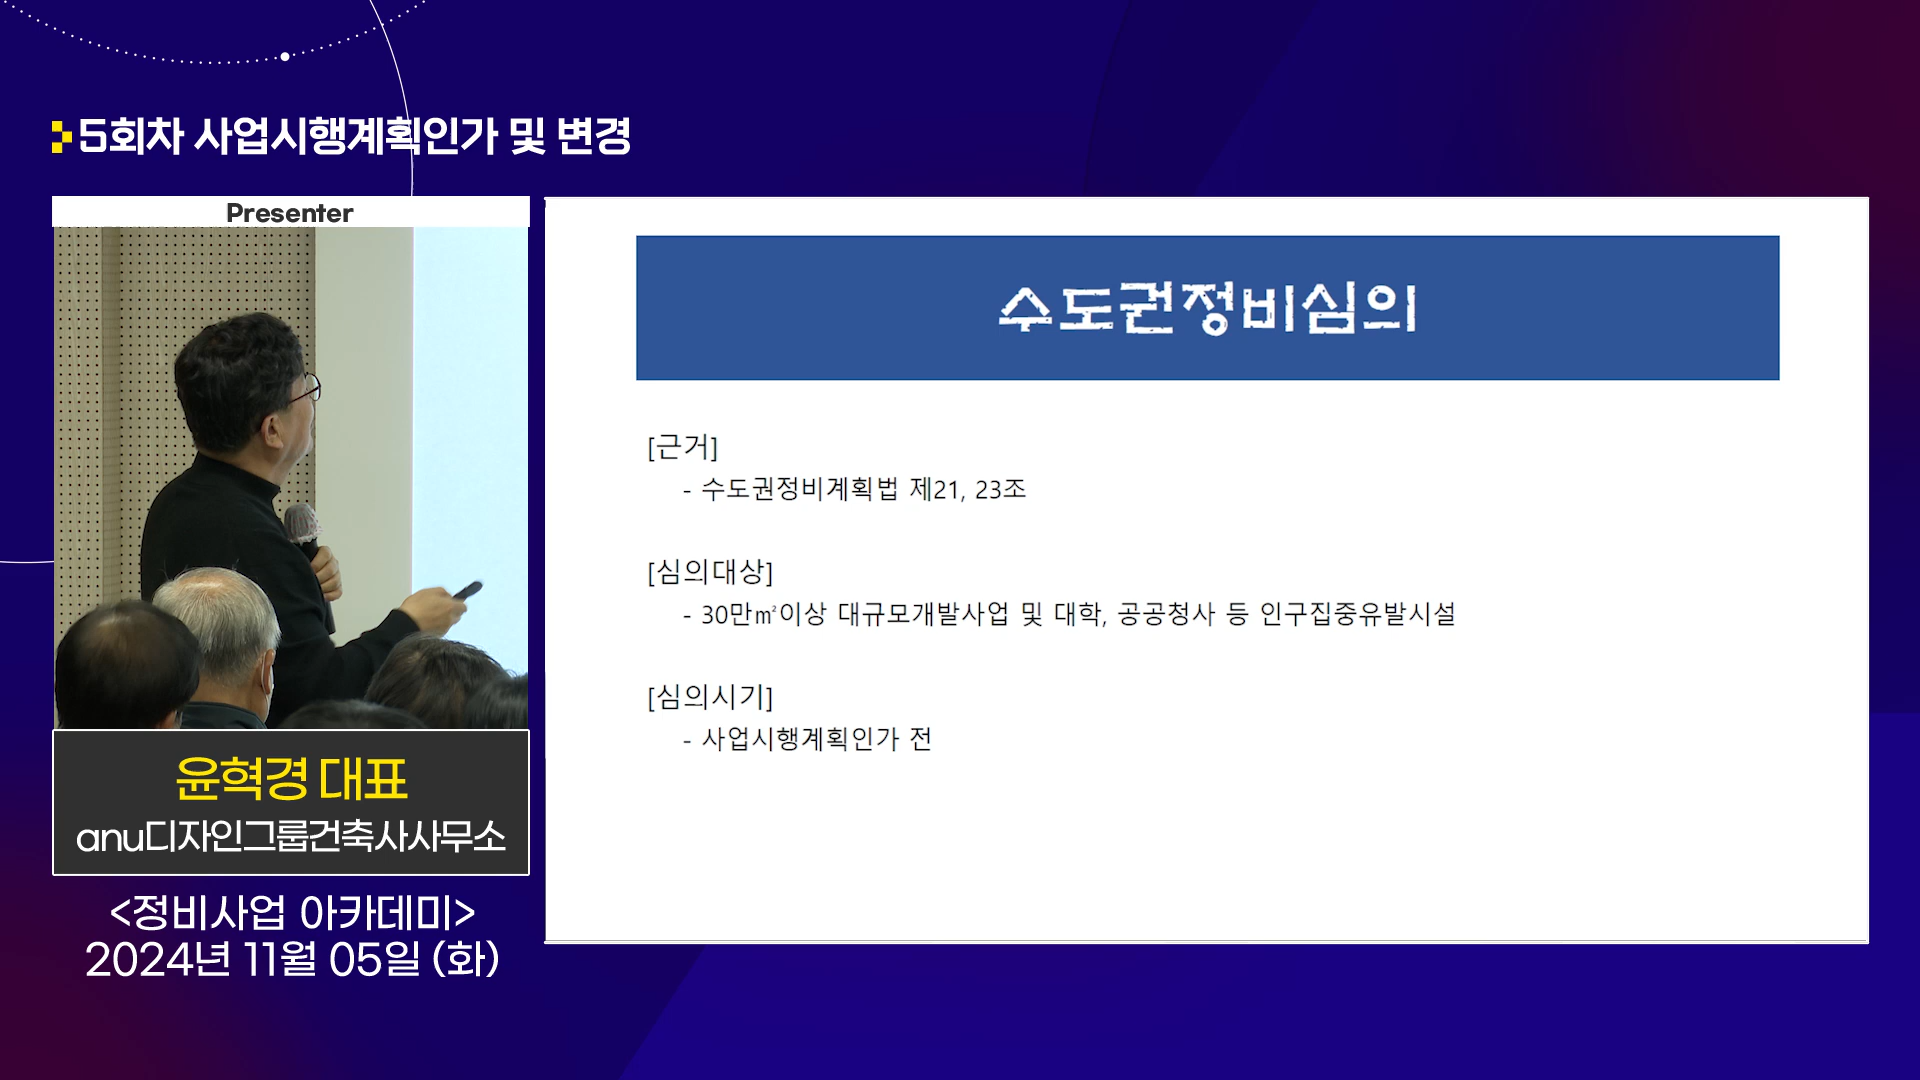 5회차 사업시행계획인가 및 변경
Presenter
윤혁경 대표
anu디자인그룹건축사사무소
<정비사업 아카데미>
2024년 11월 05일 (화)
수도권정비심의
[근거]
- 수도권정비계획법 제21, 23조
[심의대상]
- 30만㎡이상 대규모개발사업 및 대학, 공공청사 등 인구집중유발시설
[심의시기]
- 사업시행계획인가 전